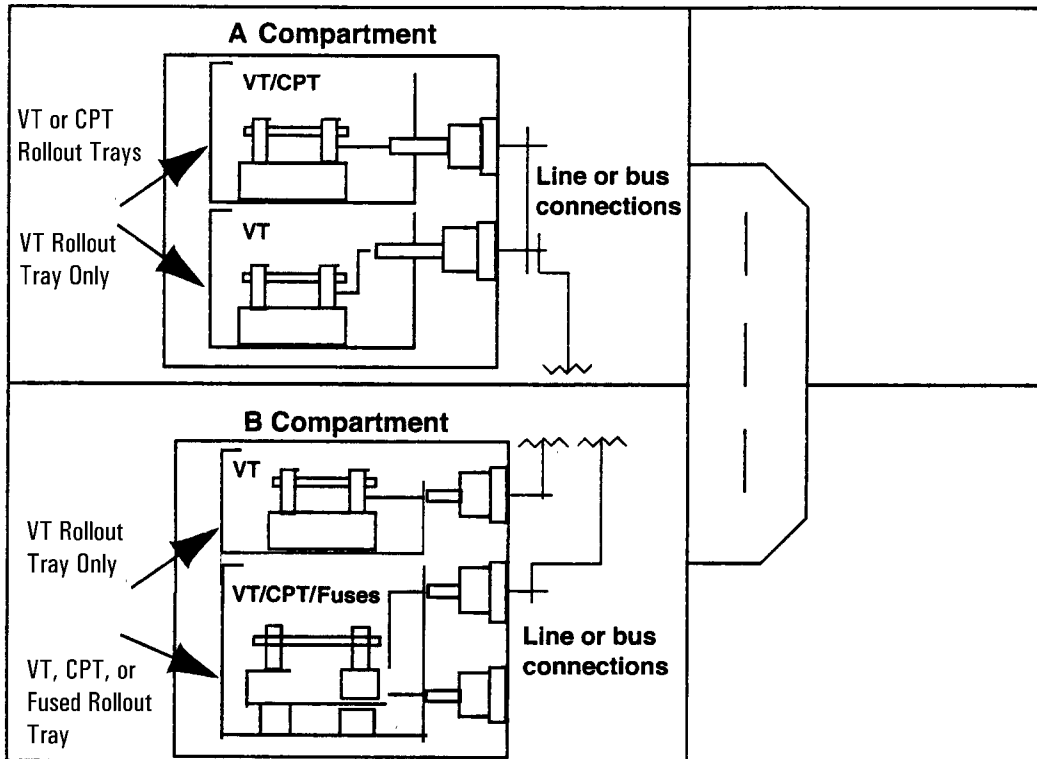 A Compartment
VT/CPT
VT or CPT
Rollout Trays
Line or bus
connections
VT
VT Rollout
Tray Only
B Compartment
VT
VT Rollout
Tray Only
VT/CPT/Fuses
Line or bus
connections
VT, CPT, or
Fused Rollout
Tray